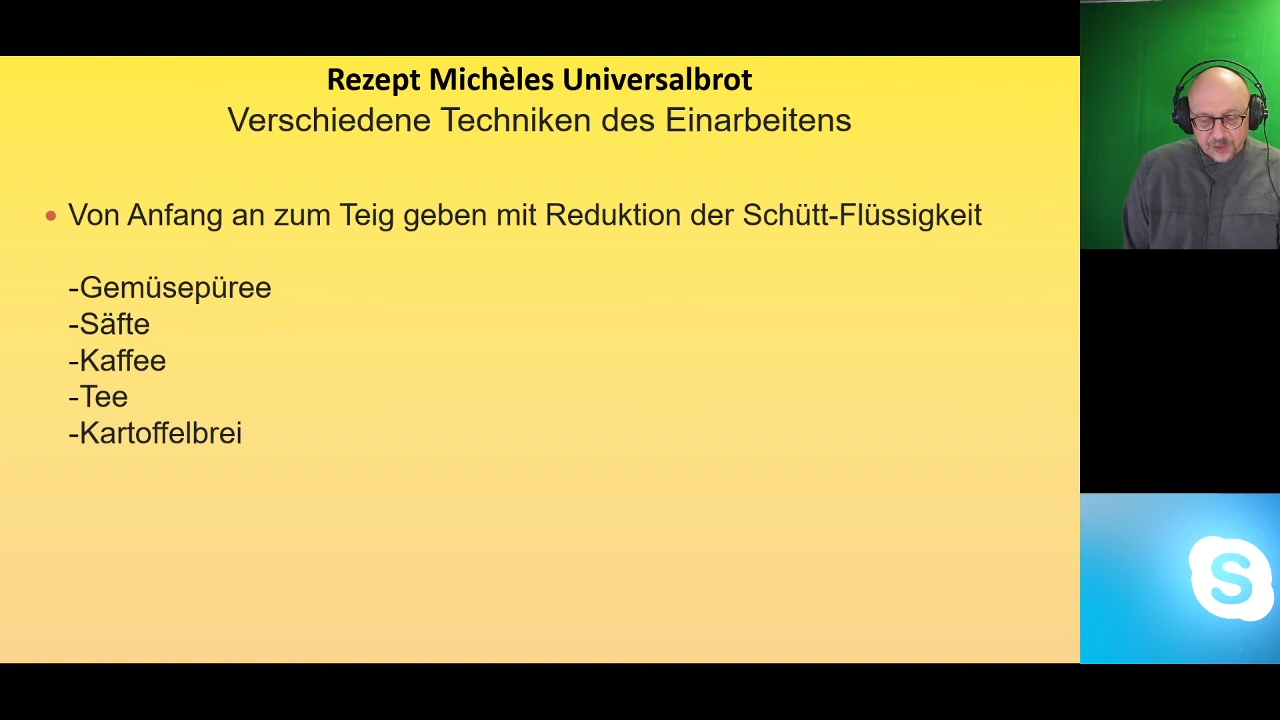 Rezept Michèles Universalbrot
Verschiedene Techniken des Einarbeitens
• Von Anfang an zum Teig geben mit Reduktion der Schütt-Flüssigkeit
-Gemüsepüree
-Säfte
-Kaffee
-Tee
-Kartoffelbrei
S